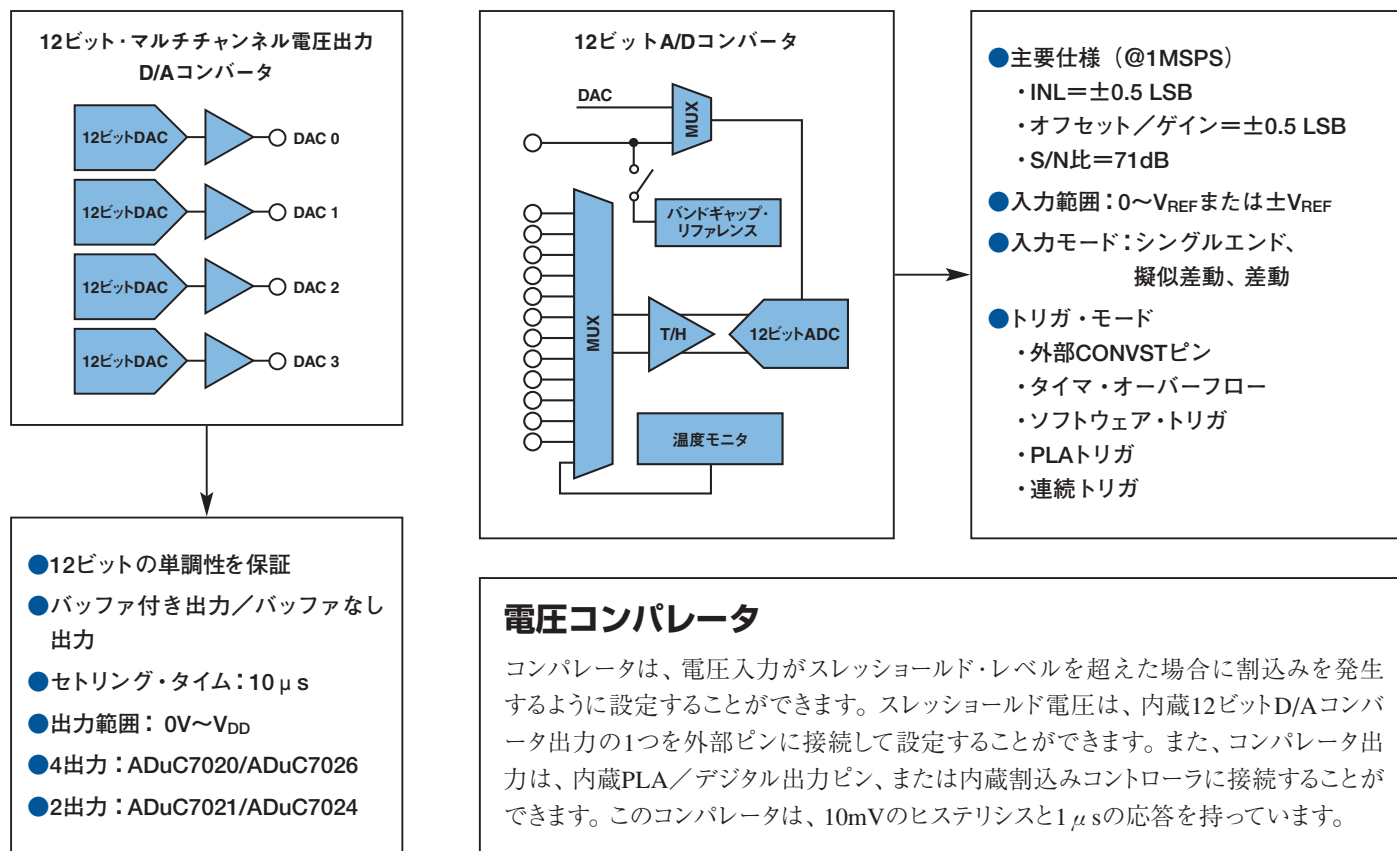 12ビット・マルチチャンネル電圧出力
D/Aコンバータ
12ビットDAC
DAC 0
12ビットDAC
DAC 1
12ビットDAC
DAC 2
12ビットDAC
DAC 3
●12ビットの単調性を保証
●バッファ付き出力／バッファなし
出力
●セトリング・タイム：10μs
●出力範囲： 0V～VDD
●4出力：ADuC7020/ADuC7026
●2出力：ADuC7021/ADuC7024
12ビットA/Dコンバータ
DAC
MUX
バンドギャップ・
リファレンス
MUX
T/H
12ビットADC
温度モニタ
●主要仕様（@1MSPS）
・INL＝±0.5 LSB
・オフセット／ゲイン＝±0.5 LSB
・S/N比＝71dB
●入力範囲：0～VREFまたは±VREF
●入力モード：シングルエンド、
擬似差動、差動
●トリガ・モード
・外部CONVSTピン
・タイマ・オーバーフロー
・ソフトウェア・トリガ
・PLAトリガ
・連続トリガ
電圧コンパレータ
コンパレータは、電圧入力がスレッショールド・レベルを超えた場合に割込みを発生
するように設定することができます。スレッショールド電圧は、内蔵12ビットD/Aコンバ
ータ出力の1つを外部ピンに接続して設定することができます。また、コンパレータ出
力は、内蔵PLA／デジタル出力ピン、または内蔵割込みコントローラに接続することが
できます。このコンパレータは、10mVのヒステリシスと1μsの応答を持っています。